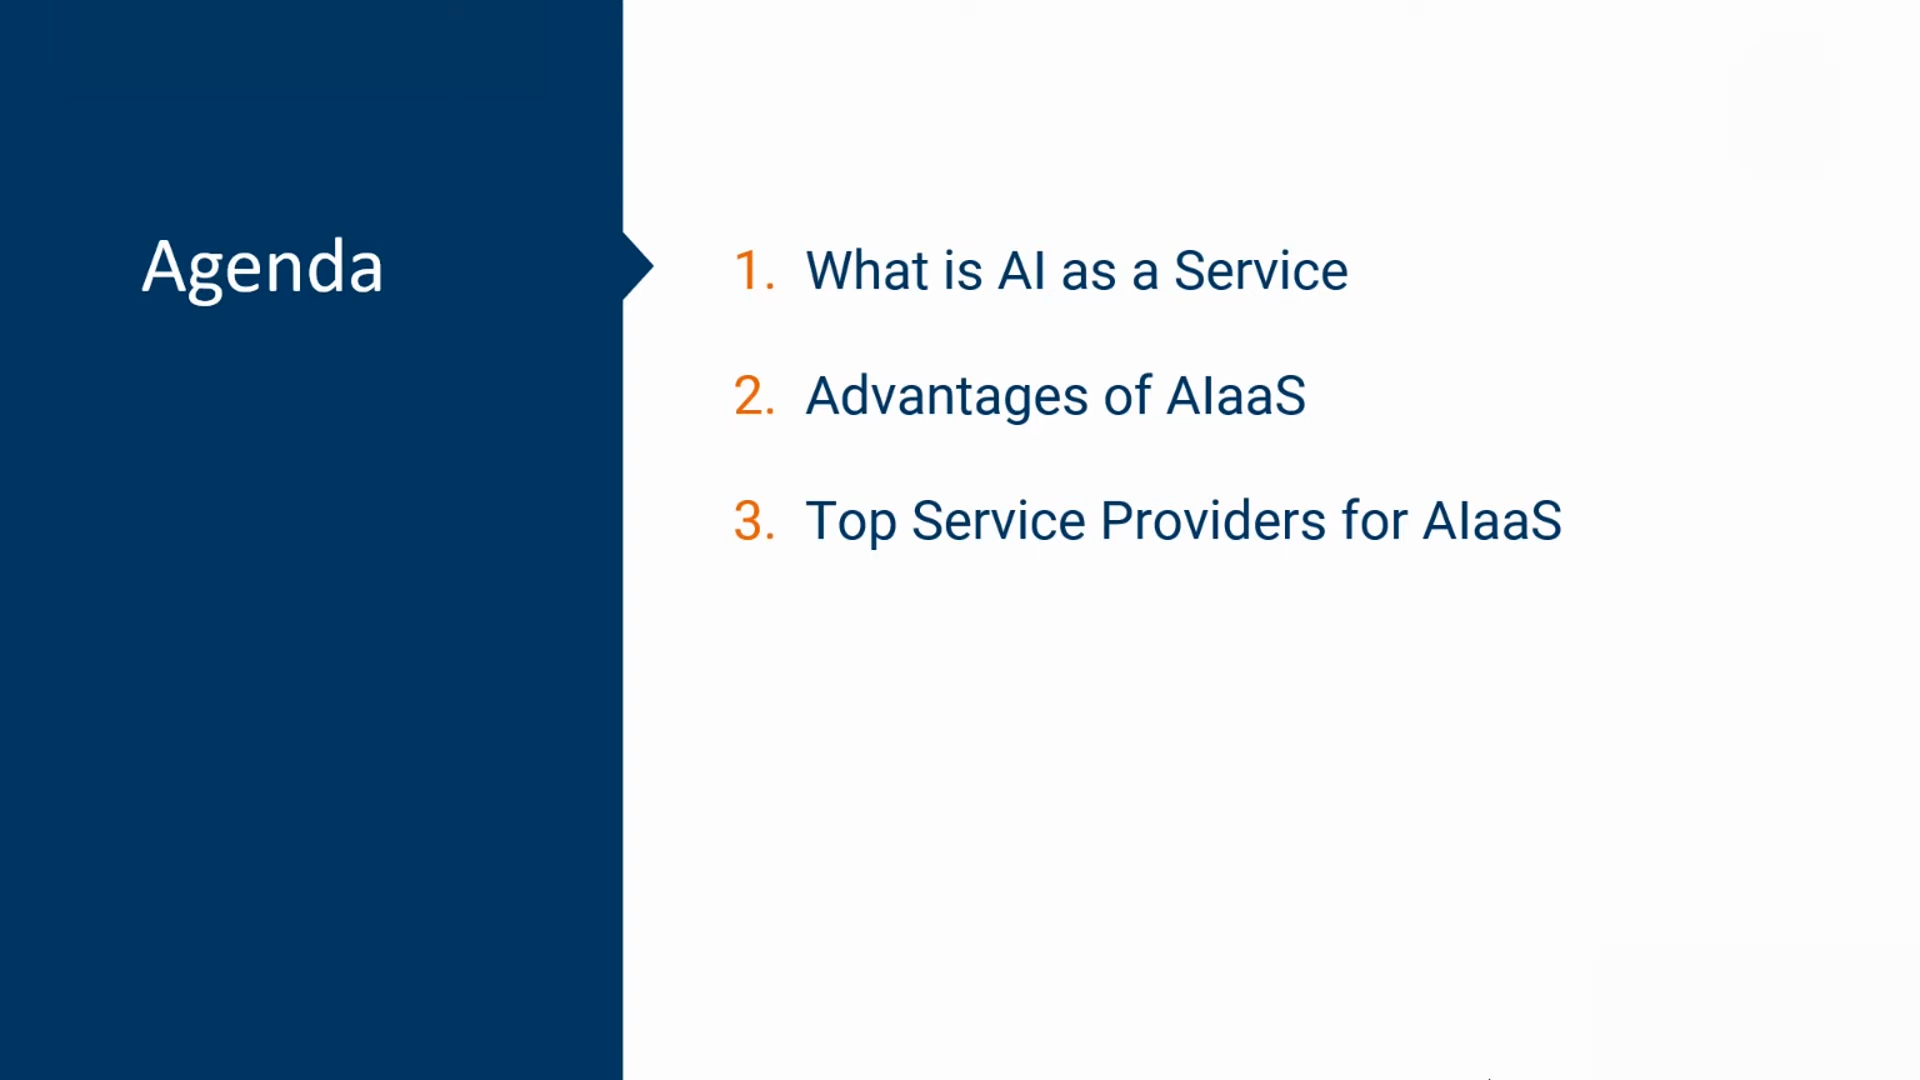 Agenda
1. What is AI as a Service
2. Advantages of AIaaS
3. Top Service Providers for AIaaS